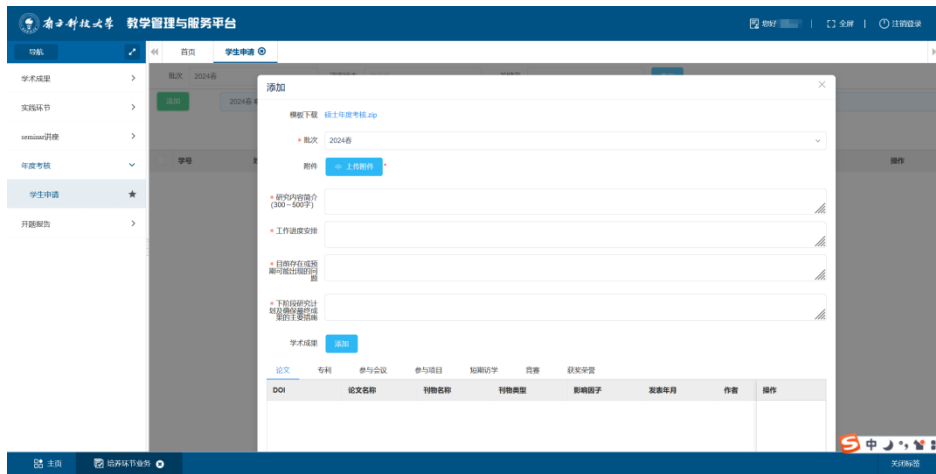 南方科技大学 教学管理与服务平台
您好 | 全屏 | 注销登录
导航 首页 学生申请
学术成果
实践环节
seminar讲座
年度考核
学生申请
开题报告
批次 2024春
添加 2024春
学号 操作
添加
模板下载 硕士年度考核.zip
* 批次 2024春
附件 上传附件 *
* 研究内容简介
(300－500字)
* 工作进度安排
* 目前存在或预
期可能出现的问
题
* 下阶段研究计
划及确保最终成
果的主要措施
学术成果 添加
论文 专利 参与会议 参与项目 短期访学 竞赛 获奖荣誉
DOI 论文名称 刊物名称 刊物类型 影响因子 发表年月 作者 操作
S 中
主页 培养环节业务 关闭标签